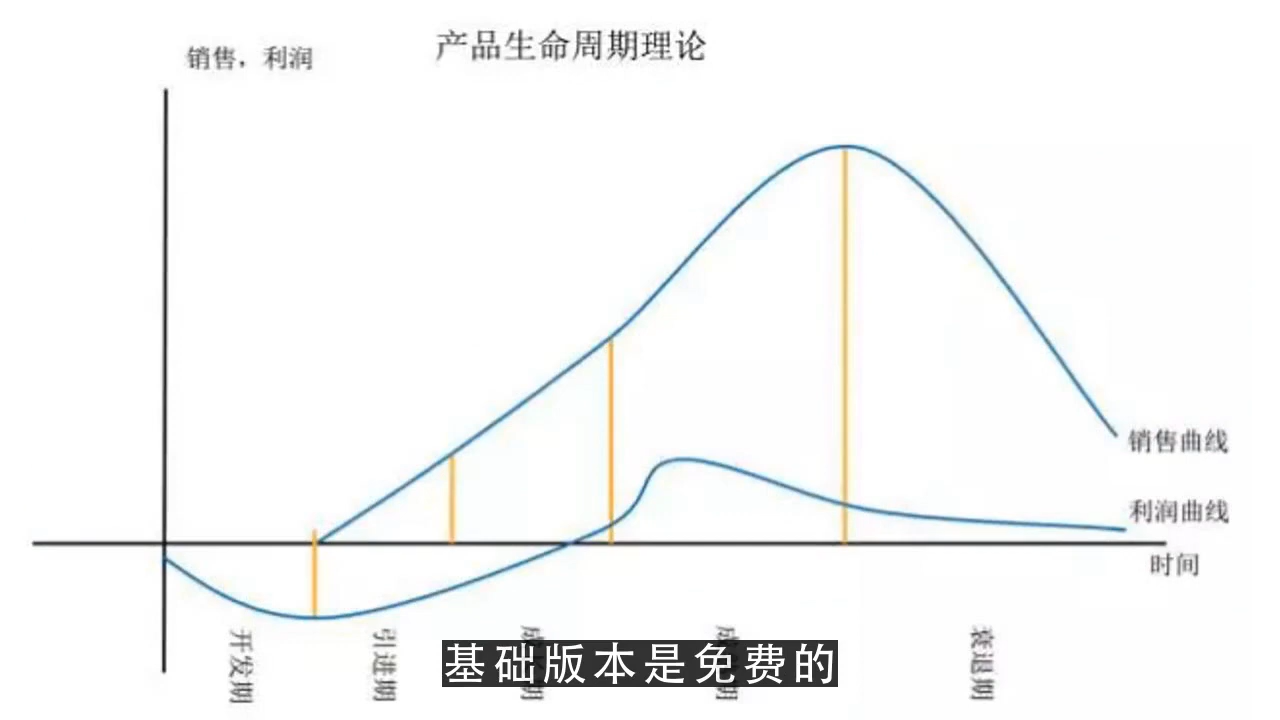 产品生命周期理论
销售，利润
销售曲线
利润曲线
时间
开发期
引进期
衰退期
基础版本是免费的